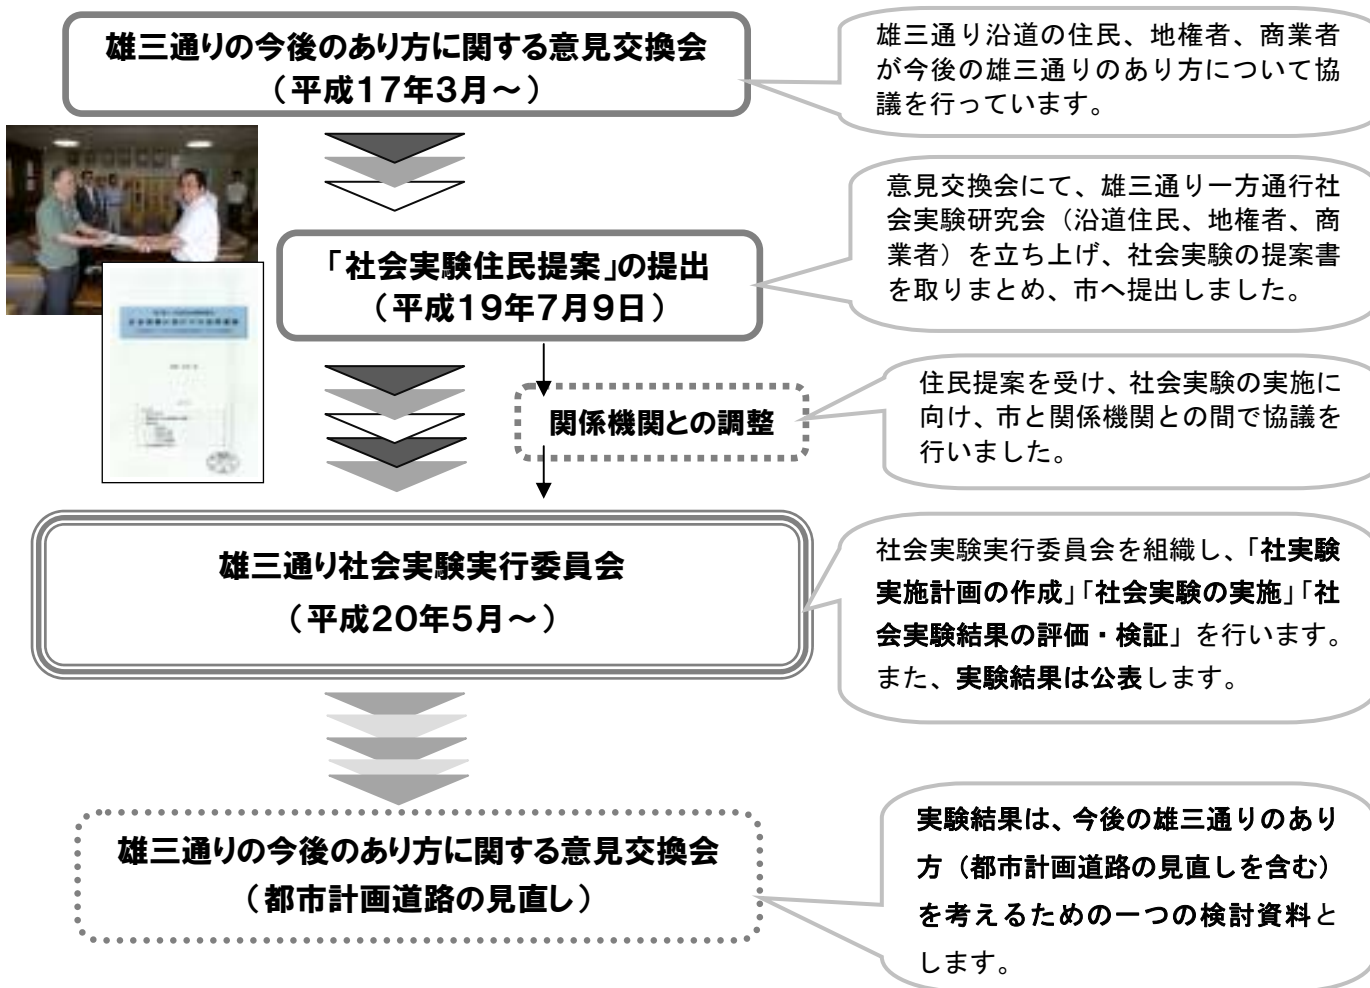 雄三通りの今後のあり方に関する意見交換会
（平成17年3月～）
雄三通り沿道の住民、地権者、商業者
が今後の雄三通りのあり方について協
議を行っています。
「社会実験住民提案」の提出
（平成19年7月9日）
意見交換会にて、雄三通り一方通行社
会実験研究会（沿道住民、地権者、商
業者）を立ち上げ、社会実験の提案書
を取りまとめ、市へ提出しました。
関係機関との調整
住民提案を受け、社会実験の実施に
向け、市と関係機関との間で協議を
行いました。
雄三通り社会実験実行委員会
（平成20年5月～）
社会実験実行委員会を組織し、「社実験
実施計画の作成」「社会実験の実施」「社
会実験結果の評価・検証」を行います。
また、実験結果は公表します。
雄三通りの今後のあり方に関する意見交換会
（都市計画道路の見直し）
実験結果は、今後の雄三通りのあり
方（都市計画道路の見直しを含む）
を考えるための一つの検討資料と
します。